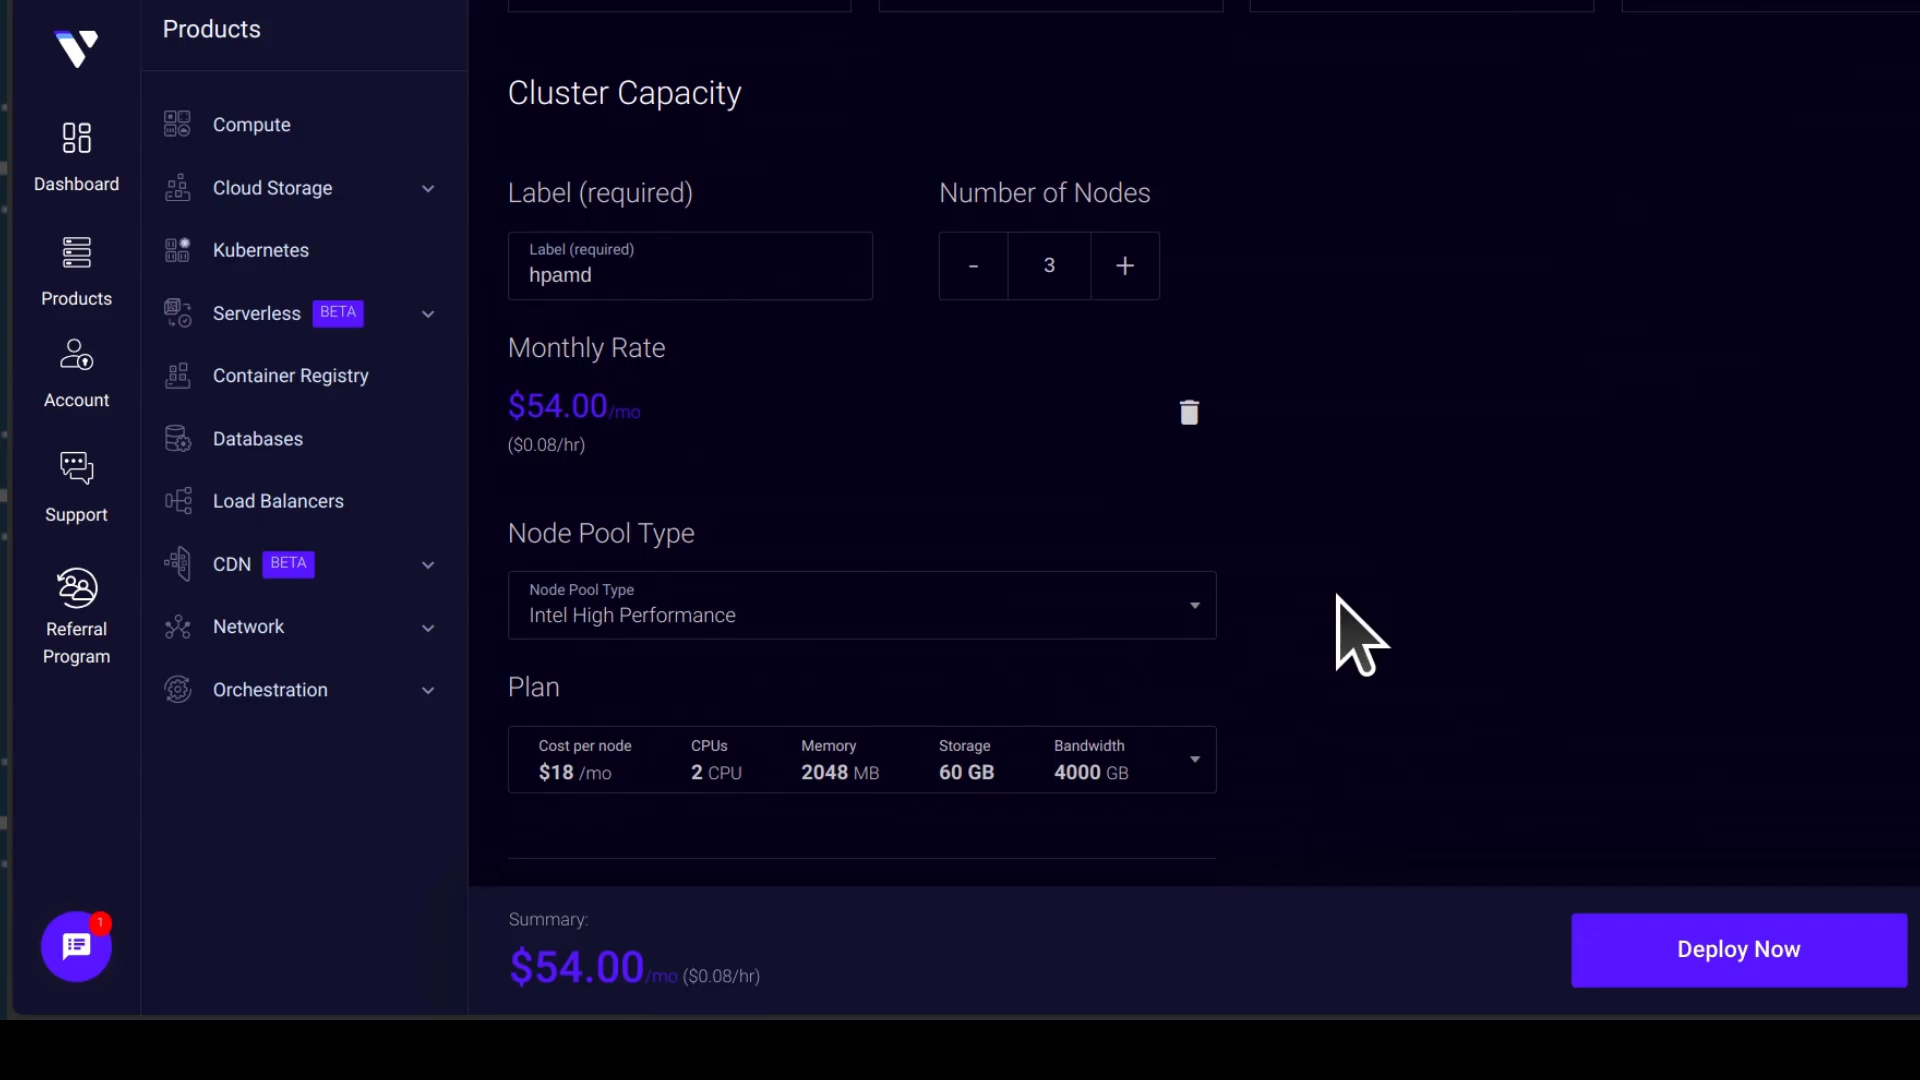 Products
Dashboard
Products
Account
Support
Referral
Program
1
Compute
Cloud Storage
Kubernetes
Serverless BETA
Container Registry
Databases
Load Balancers
CDN BETA
Network
Orchestration
Cluster Capacity
Label (required)
Number of Nodes
Label (required)
hpamd
- 3 +
Monthly Rate
$54.00/mo
($0.08/hr)
Node Pool Type
Node Pool Type
Intel High Performance
Plan
Cost per node CPUs Memory Storage Bandwidth
$18 /mo 2 CPU 2048 MB 60 GB 4000 GB
Summary:
$54.00/mo ($0.08/hr)
Deploy Now